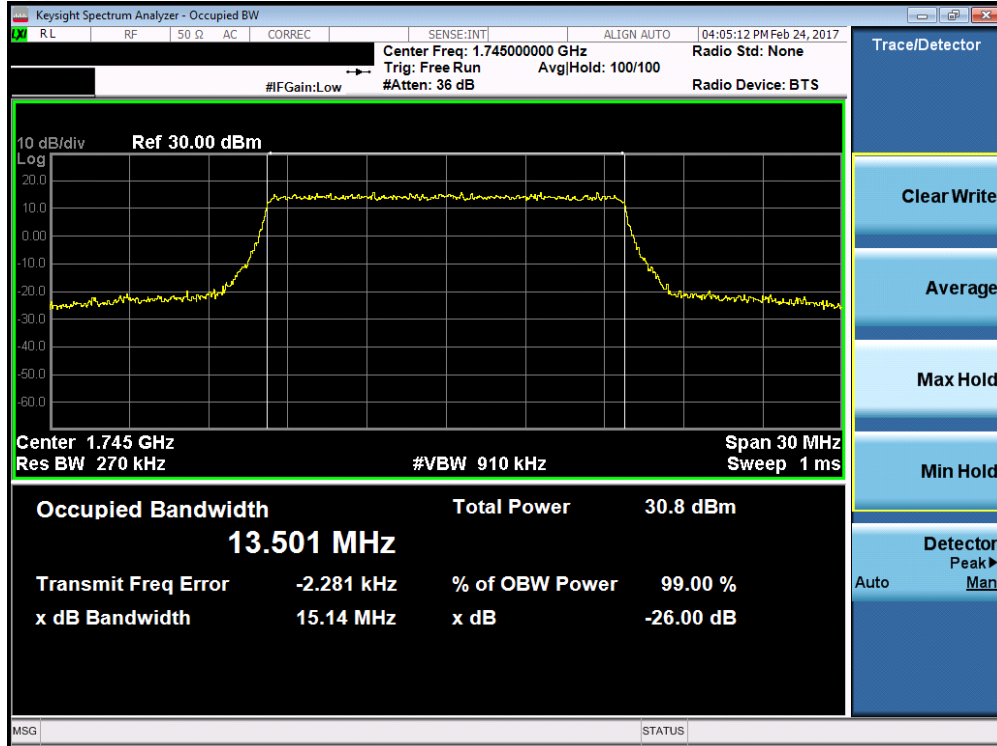 Keysight Spectrum Analyzer - Occupied BW
LXI RL RF 50 Ω AC CORREC SENSE:INT ALIGN AUTO 04:05:12 PM Feb 24, 2017
Center Freq: 1.745000000 GHz Radio Std: None
Trig: Free Run Avg|Hold: 100/100
#IFGain:Low #Atten: 36 dB Radio Device: BTS
10 dB/div Ref 30.00 dBm
Log
20.0
10.0
0.00
-10.0
-20.0
-30.0
-40.0
-50.0
-60.0
Center 1.745 GHz Span 30 MHz
Res BW 270 kHz #VBW 910 kHz Sweep 1 ms
Occupied Bandwidth Total Power 30.8 dBm
13.501 MHz
Transmit Freq Error -2.281 kHz % of OBW Power 99.00 %
x dB Bandwidth 15.14 MHz x dB -26.00 dB
MSG STATUS
Trace/Detector
Clear Write
Average
Max Hold
Min Hold
Detector
Peak▶
Auto Man